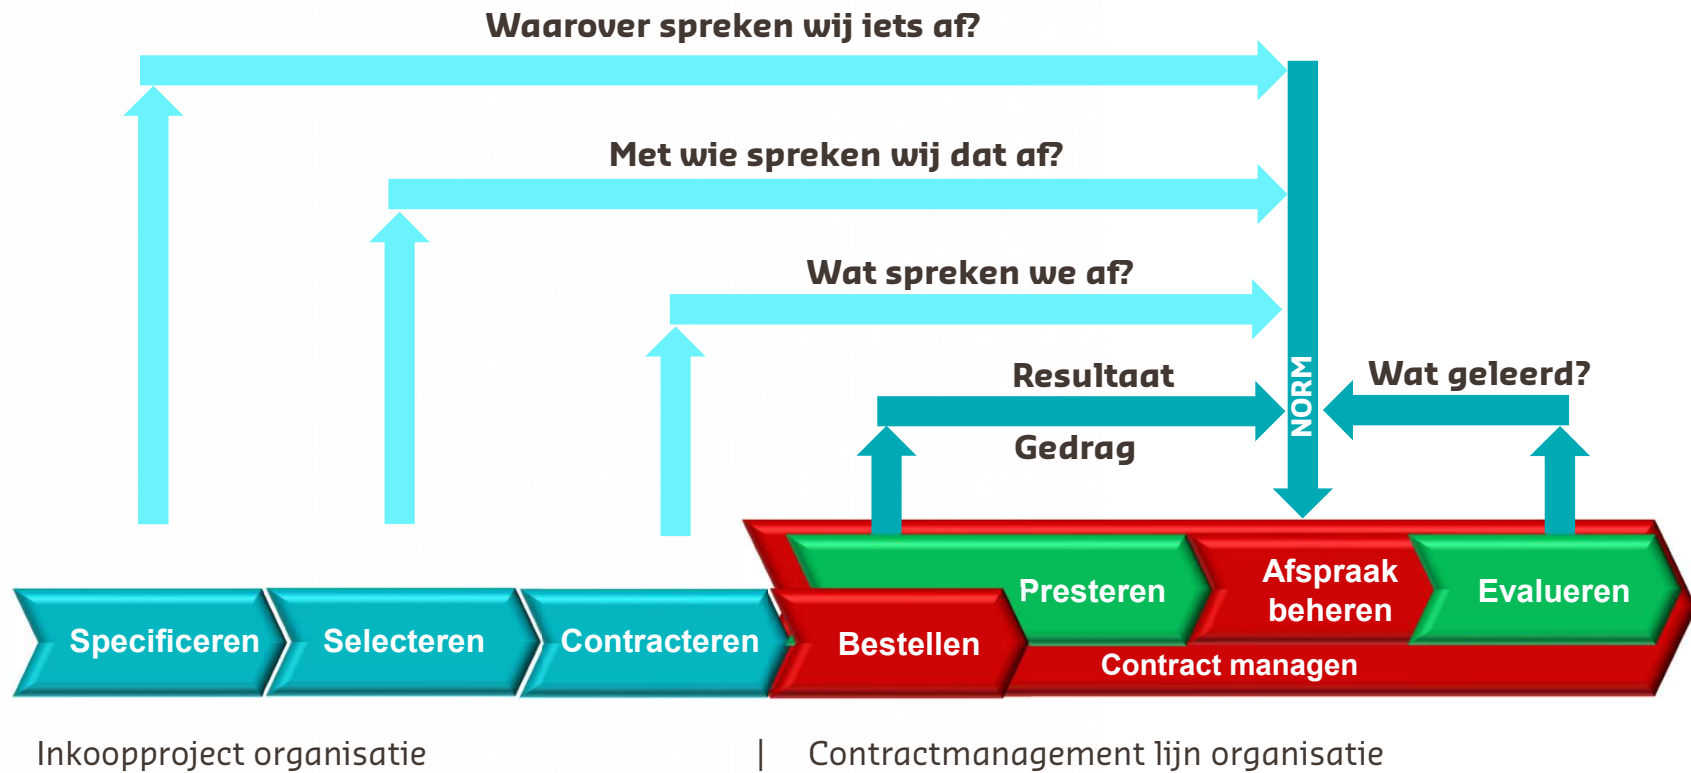 Waarover spreken wij iets af?
Met wie spreken wij dat af?
Wat spreken we af?
Resultaat
Gedrag
NORM
Wat geleerd?
Specificeren
Selecteren
Contracteren
Bestellen
Presteren
Afspraak
beheren
Evalueren
Contract managen
Inkoopproject organisatie | Contractmanagement lijn organisatie